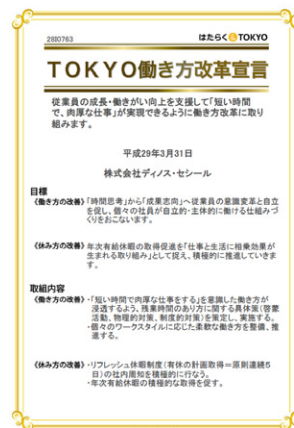 28I0763
はたらく TOKYO
TOKYO働き方改革宣言
従業員の成長・働きがい向上を支援して「短い時間
で、肉厚な仕事」が実現できるように働き方改革に取り
組みます。
平成29年3月31日
株式会社ディノス・セシール
目標
《働き方の改善》「時間思考」から「成果志向」へ従業員の意識変革と自立
を促し、個々の社員が自立的・主体的に働ける仕組みづ
くりをおこないます。
《休み方の改善》年次有給休暇の取得促進を「仕事と生活に相乗効果が
生まれる取り組み」として捉え、積極的に推進していきま
す。
取組内容
《働き方の改善》・「短い時間で肉厚な仕事をする」を意識した働き方が
浸透するよう、残業時間のあり方に関する具体策(啓蒙
活動、物理的対策、制度的対策)を策定し、実施する。
・個々のワークスタイルに応じた柔軟な働き方を整備、推
進する。
《休み方の改善》・リフレッシュ休暇制度(有休の計画取得=原則連続5
日)の社内周知を積極的に行なう。
・年次有給休暇の積極的な取得を促す。